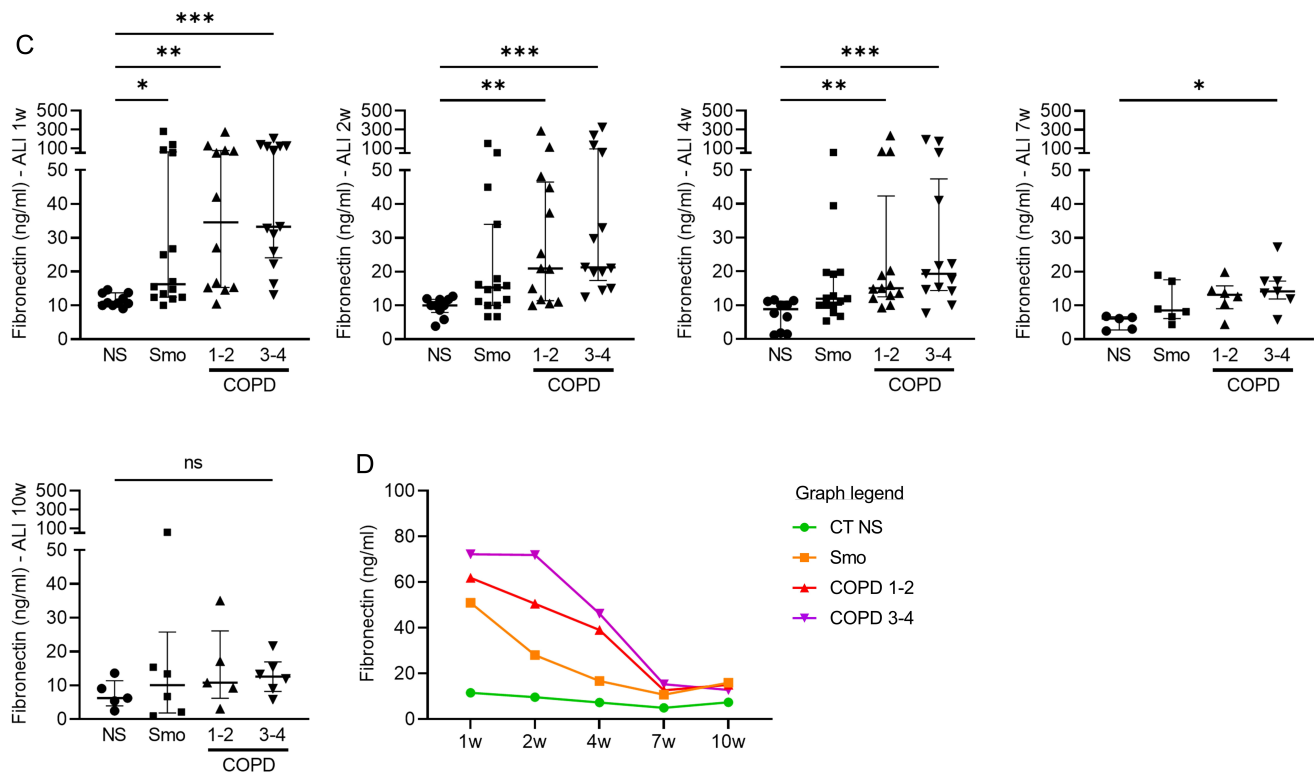 C
Fibronectin (ng/ml) - ALI 1w
500
300
100
50
40
30
20
10
0
***
**
*
NS Smo 1-2 3-4
COPD
Fibronectin (ng/ml) - ALI 2w
500
300
100
50
40
30
20
10
0
***
**
NS Smo 1-2 3-4
COPD
Fibronectin (ng/ml) - ALI 4w
500
300
100
50
40
30
20
10
0
***
**
NS Smo 1-2 3-4
COPD
Fibronectin (ng/ml) - ALI 7w
500
300
100
50
40
30
20
10
0
*
NS Smo 1-2 3-4
COPD
Fibronectin (ng/ml) - ALI 10w
500
300
100
50
40
30
20
10
0
ns
NS Smo 1-2 3-4
COPD
D
Fibronectin (ng/ml)
100
80
60
40
20
0
1w 2w 4w 7w 10w
Graph legend
CT NS
Smo
COPD 1-2
COPD 3-4